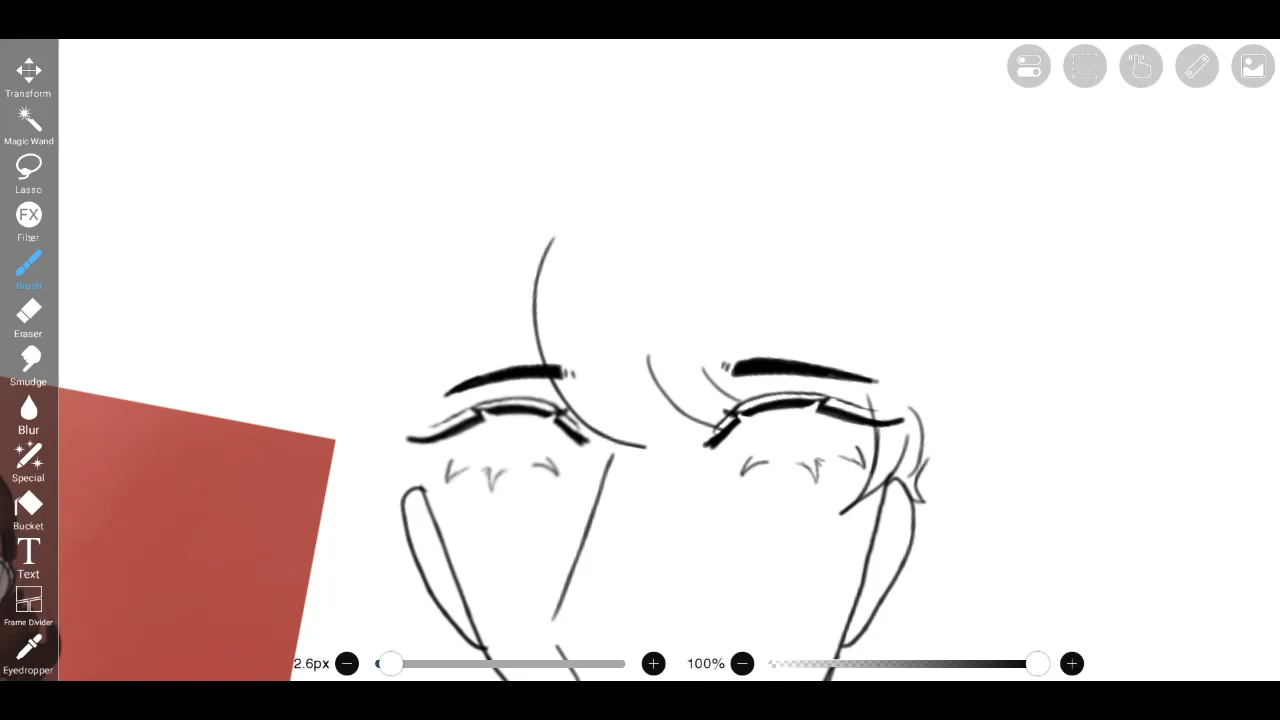 Transform
Magic Wand
Lasso
FX
Filter
Brush
Eraser
Smudge
Blur
Special
Bucket
T
Text
Frame Divider
Eyedropper
2.6px
100%